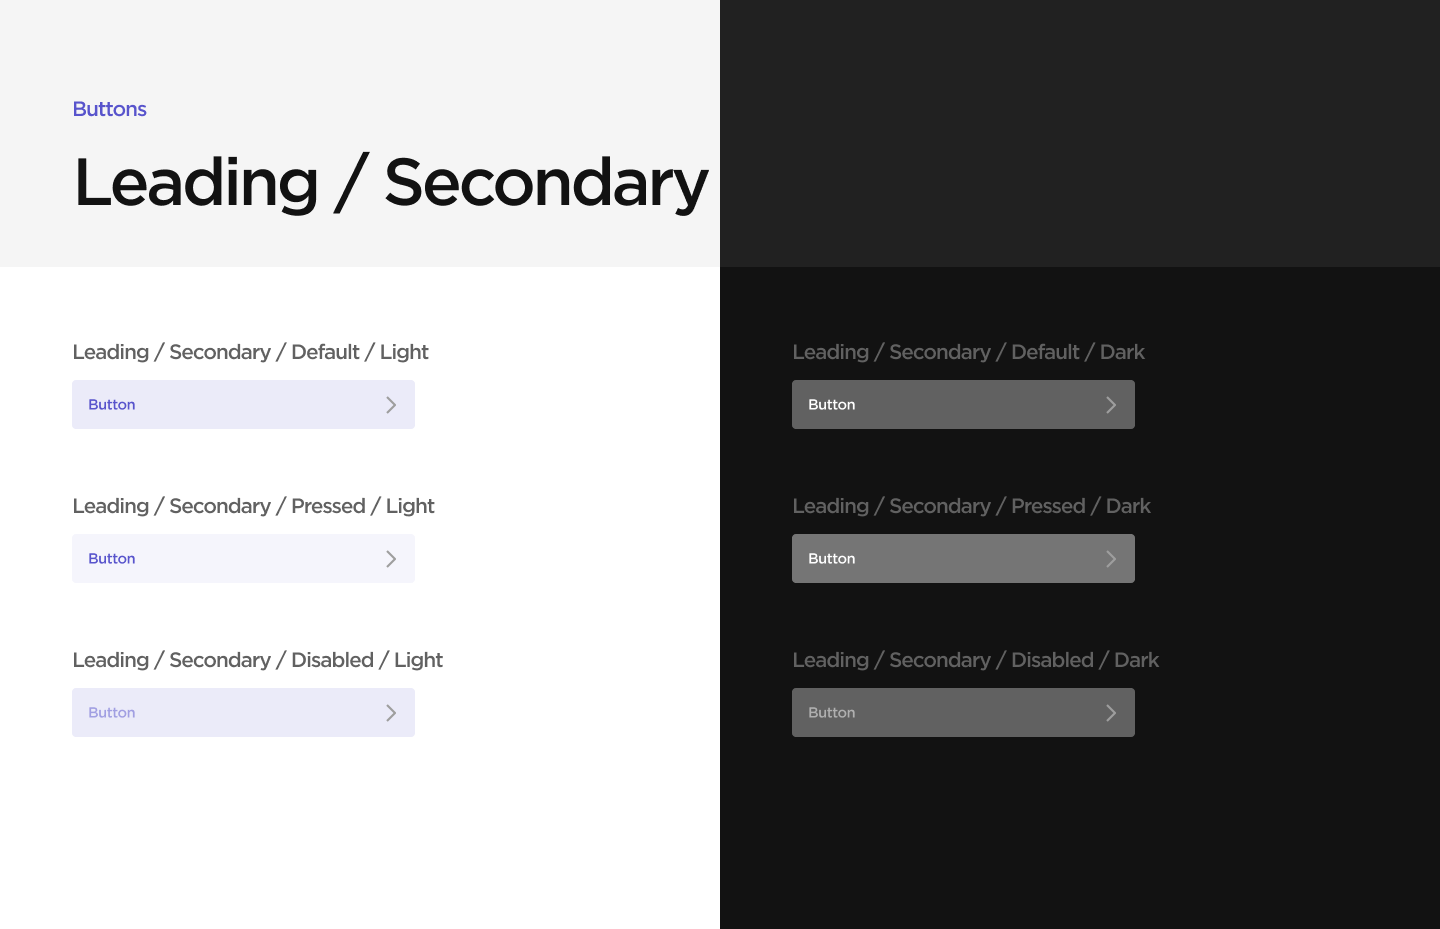 Buttons
Leading / Secondary
Leading / Secondary / Default / Light
Button
Leading / Secondary / Pressed / Light
Button
Leading / Secondary / Disabled / Light
Button
Leading / Secondary / Default / Dark
Button
Leading / Secondary / Pressed / Dark
Button
Leading / Secondary / Disabled / Dark
Button